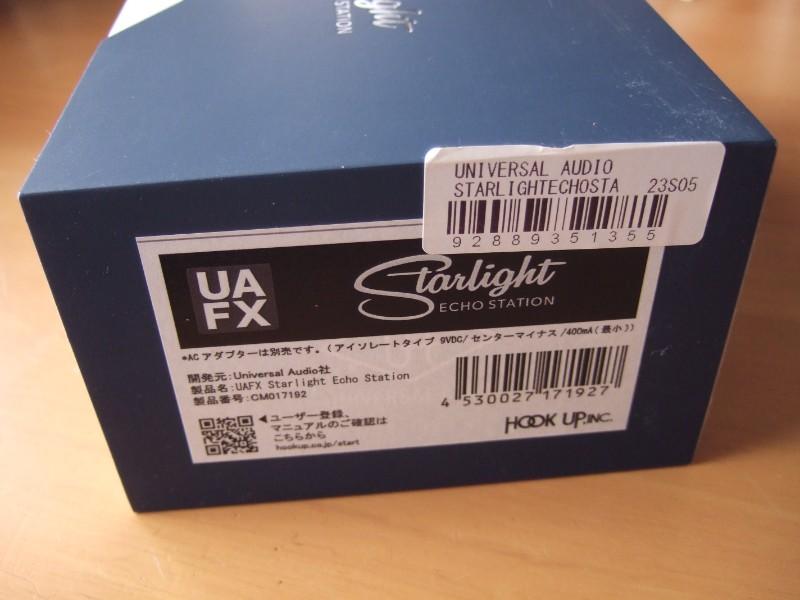 STATION
UNIVERSAL AUDIO
STARLIGHTECHOSTA 23S05
92889351355
UA
FX
Starlight
ECHO STATION
*ACアダプターは別売です。(アイソレートタイプ 9VDC/センターマイナス/400mA(最小))
開発元:Universal Audio社
製品名:UAFX Starlight Echo Station
製品番号:CM017192
4 530027 171927
◀ユーザー登録、
マニュアルのご確認は
こちらから
hookup.co.jp/start
HOOK UP,INC.